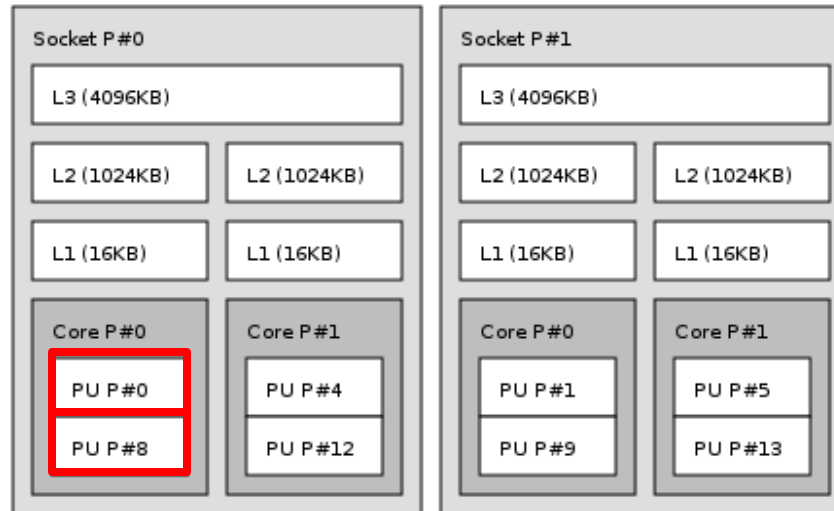 Socket P#0
L3 (4096KB)
L2 (1024KB)
L2 (1024KB)
L1 (16KB)
L1 (16KB)
Core P#0
PU P#0
PU P#8
Core P#1
PU P#4
PU P#12
Socket P#1
L3 (4096KB)
L2 (1024KB)
L2 (1024KB)
L1 (16KB)
L1 (16KB)
Core P#0
PU P#1
PU P#9
Core P#1
PU P#5
PU P#13